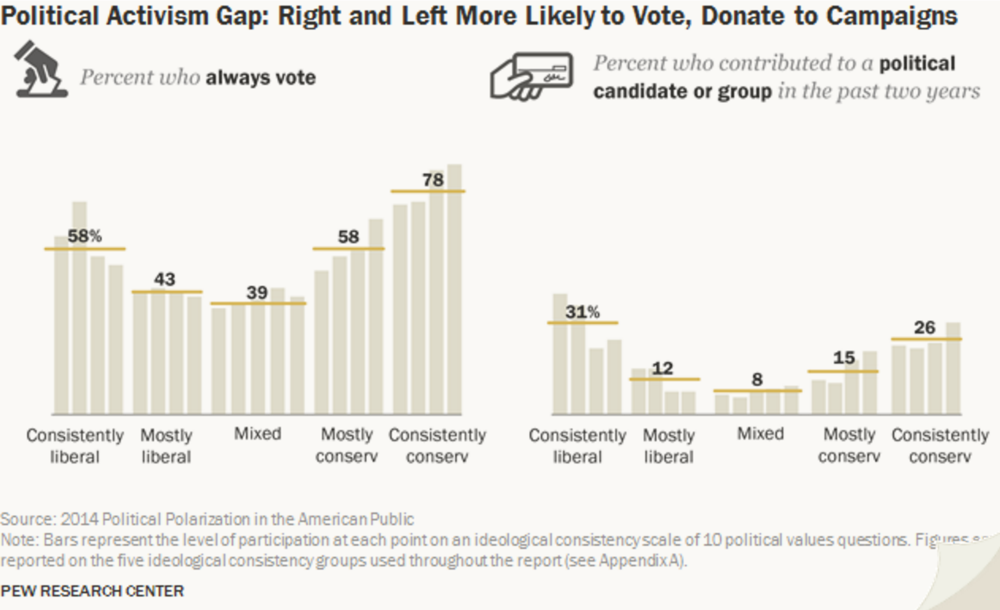 Political Activism Gap: Right and Left More Likely to Vote, Donate to Campaigns
Percent who always vote
Percent who contributed to a political
candidate or group in the past two years
58%
43
39
58
78
Consistently
liberal
Mostly
liberal
Mixed
Mostly
conserv
Consistently
conserv
31%
12
8
15
26
Consistently
liberal
Mostly
liberal
Mixed
Mostly
conserv
Consistently
conserv
Source: 2014 Political Polarization in the American Public
Note: Bars represent the level of participation at each point on an ideological consistency scale of 10 political values questions. Figures
reported on the five ideological consistency groups used throughout the report (see Appendix A).
PEW RESEARCH CENTER